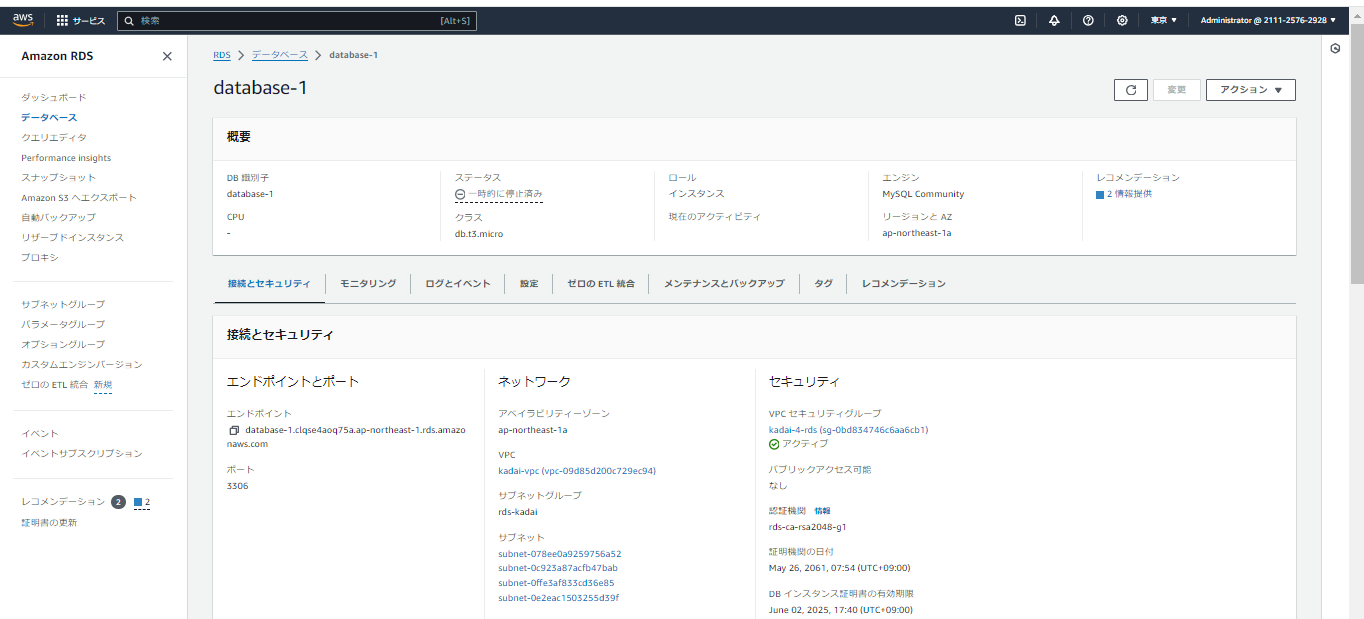 aws
サービス
検索
[Alt+S]
東京 ▼
Administrator @ 2111-2576-2928 ▼
Amazon RDS
ダッシュボード
データベース
クエリエディタ
Performance insights
スナップショット
Amazon S3 へエクスポート
自動バックアップ
リザーブドインスタンス
プロキシ
サブネットグループ
パラメータグループ
オプショングループ
カスタムエンジンバージョン
ゼロの ETL 統合 新規
イベント
イベントサブスクリプション
レコメンデーション 2 2
証明書の更新
RDS > データベース > database-1
database-1
変更
アクション ▼
概要
DB 識別子
database-1
CPU
-
ステータス
一時的に停止済み
クラス
db.t3.micro
ロール
インスタンス
現在のアクティビティ
エンジン
MySQL Community
リージョンと AZ
ap-northeast-1a
レコメンデーション
2 情報提供
接続とセキュリティ
モニタリング
ログとイベント
設定
ゼロの ETL 統合
メンテナンスとバックアップ
タグ
レコメンデーション
接続とセキュリティ
エンドポイントとポート
エンドポイント
database-1.clqse4aoq75a.ap-northeast-1.rds.amazo
naws.com
ポート
3306
ネットワーク
アベイラビリティーゾーン
ap-northeast-1a
VPC
kadai-vpc (vpc-09d85d200c729ec94)
サブネットグループ
rds-kadai
サブネット
subnet-078ee0a9259756a52
subnet-0c923a87acfb47bab
subnet-0ffe3af833cd36e85
subnet-0e2eac1503255d39f
セキュリティ
VPC セキュリティグループ
kadai-4-rds (sg-0bd834746c6aa6cb1)
アクティブ
パブリックアクセス可能
なし
認証機関 情報
rds-ca-rsa2048-g1
証明機関の日付
May 26, 2061, 07:54 (UTC+09:00)
DB インスタンス証明書の有効期限
June 02, 2025, 17:40 (UTC+09:00)